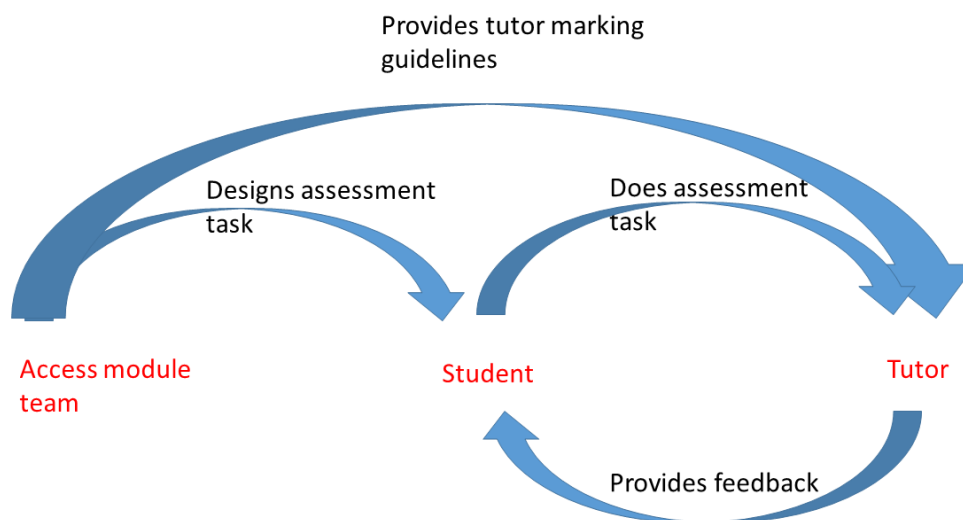 Provides tutor marking
guidelines
Designs assessment
task
Does assessment
task
Access module
team
Student
Tutor
Provides feedback